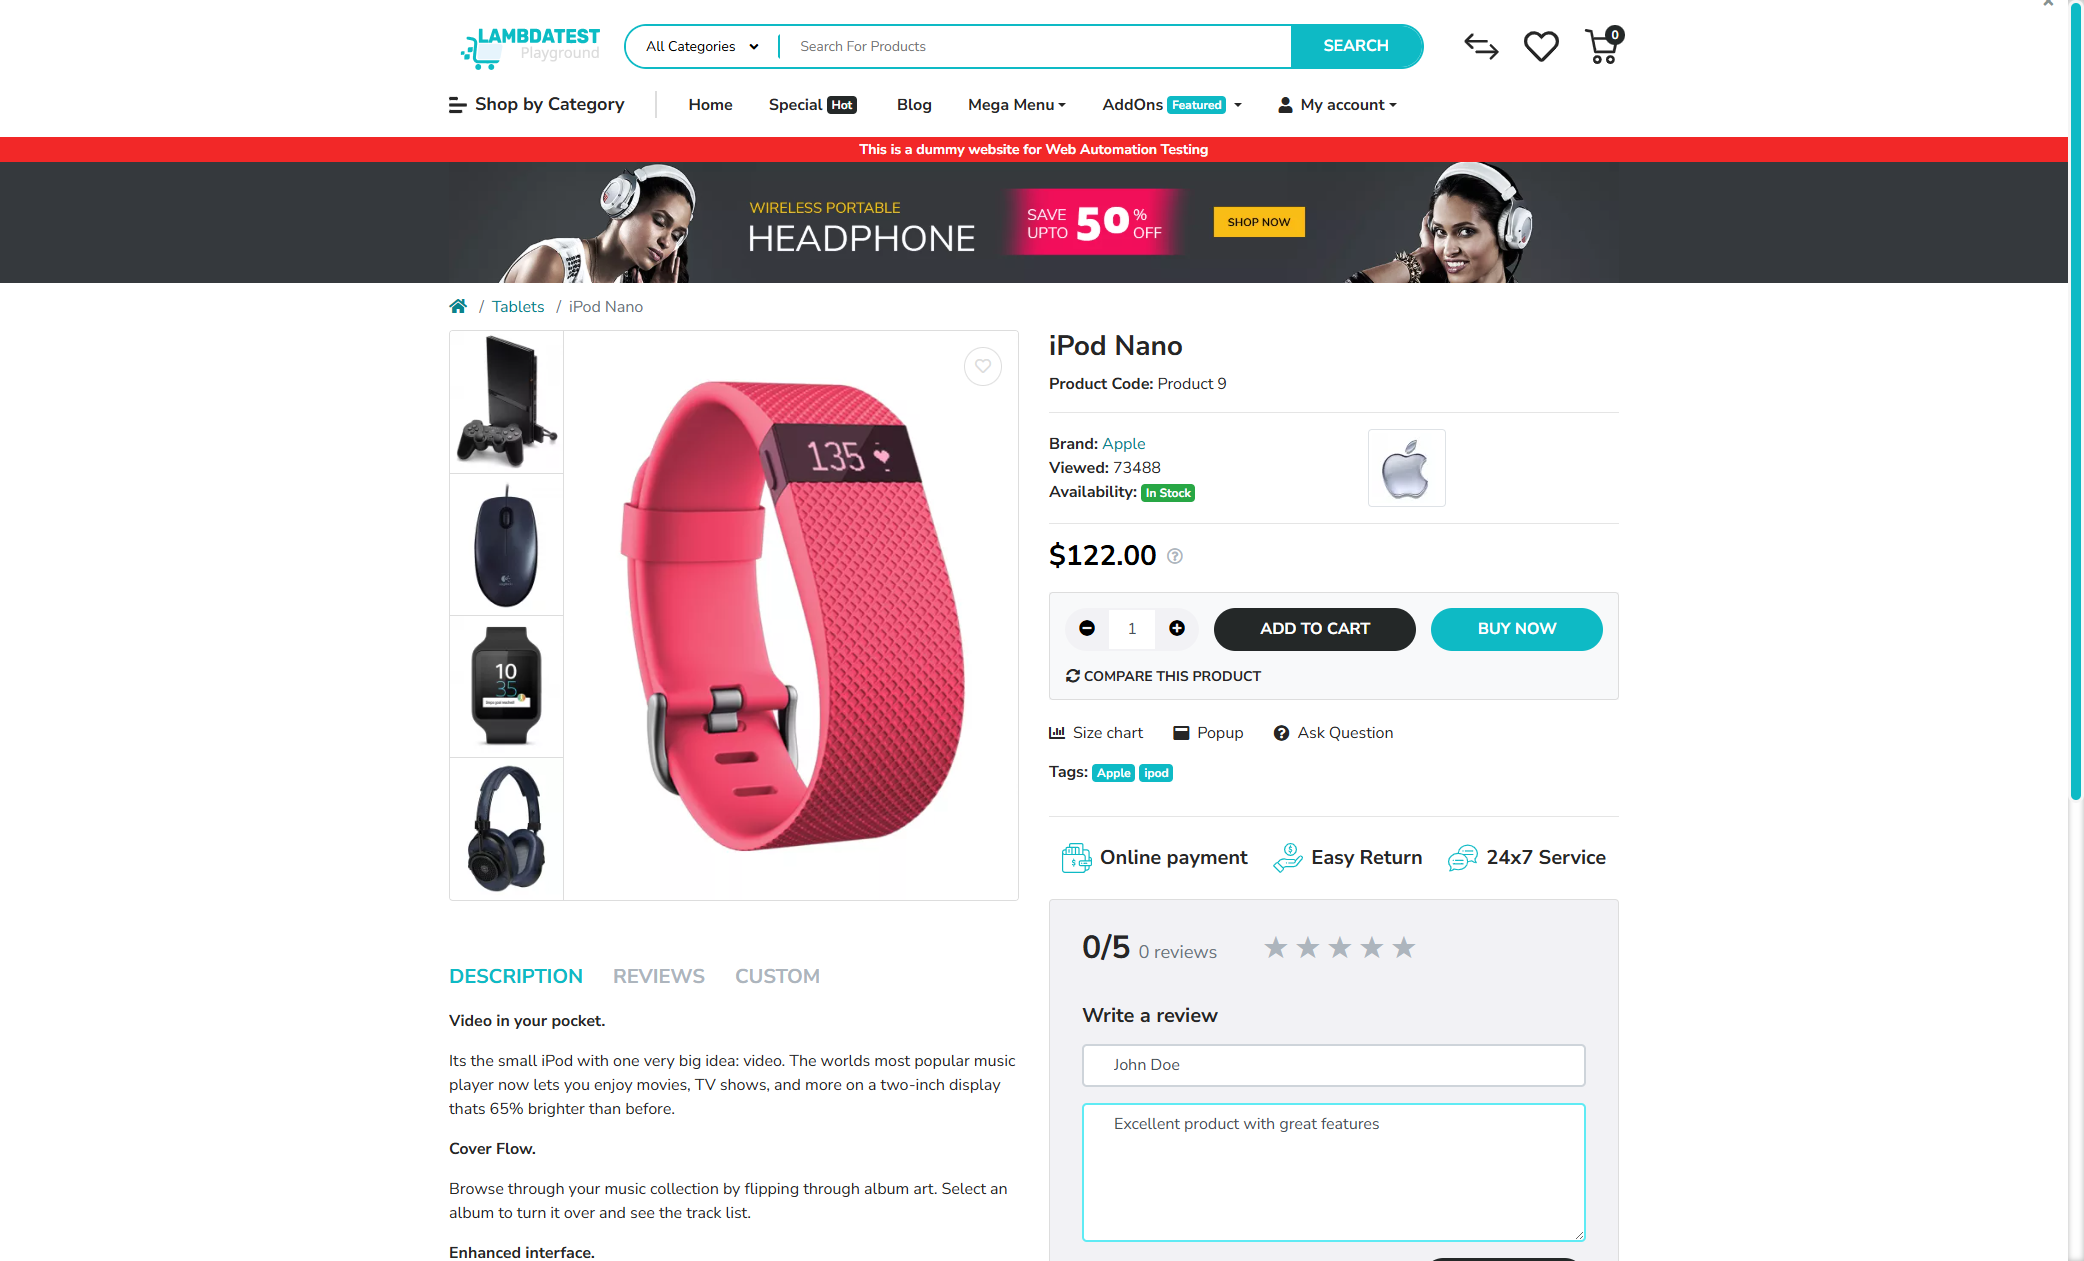 LAMBDATEST
Playground
All Categories
Search For Products
SEARCH
0
Shop by Category
Home
Special Hot
Blog
Mega Menu
AddOns Featured
My account
This is a dummy website for Web Automation Testing
WIRELESS PORTABLE
HEADPHONE
SAVE UPTO 50 % OFF
SHOP NOW
/ Tablets / iPod Nano
10
35
135
iPod Nano
Product Code: Product 9
Brand: Apple
Viewed: 73488
Availability: In Stock
$122.00
1
ADD TO CART
BUY NOW
COMPARE THIS PRODUCT
Size chart
Popup
Ask Question
Tags: Apple ipod
Online payment
Easy Return
24x7 Service
0/5 0 reviews
Write a review
John Doe
Excellent product with great features
DESCRIPTION
REVIEWS
CUSTOM
Video in your pocket.
Its the small iPod with one very big idea: video. The worlds most popular music
player now lets you enjoy movies, TV shows, and more on a two-inch display
thats 65% brighter than before.
Cover Flow.
Browse through your music collection by flipping through album art. Select an
album to turn it over and see the track list.
Enhanced interface.